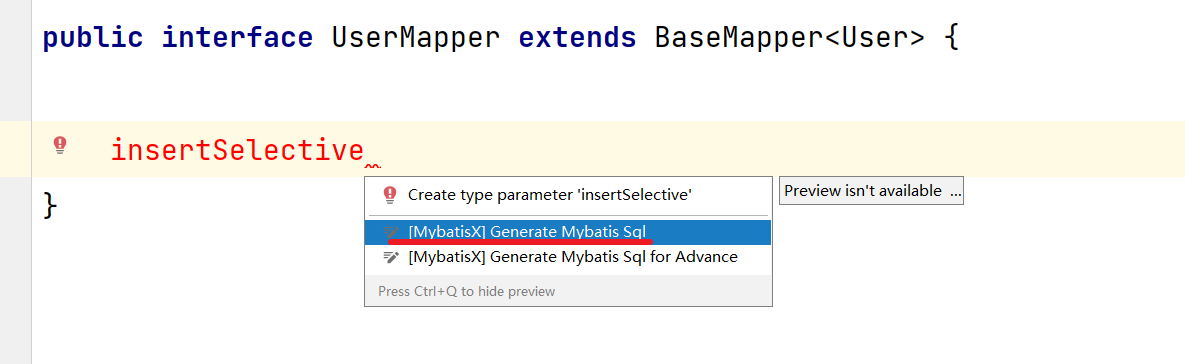 public interface UserMapper extends BaseMapper<User> {
insertSelective
Create type parameter 'insertSelective'
Preview isn't available ...
}
[MybatisX] Generate Mybatis Sql
[MybatisX] Generate Mybatis Sql for Advance
Press Ctrl+Q to hide preview